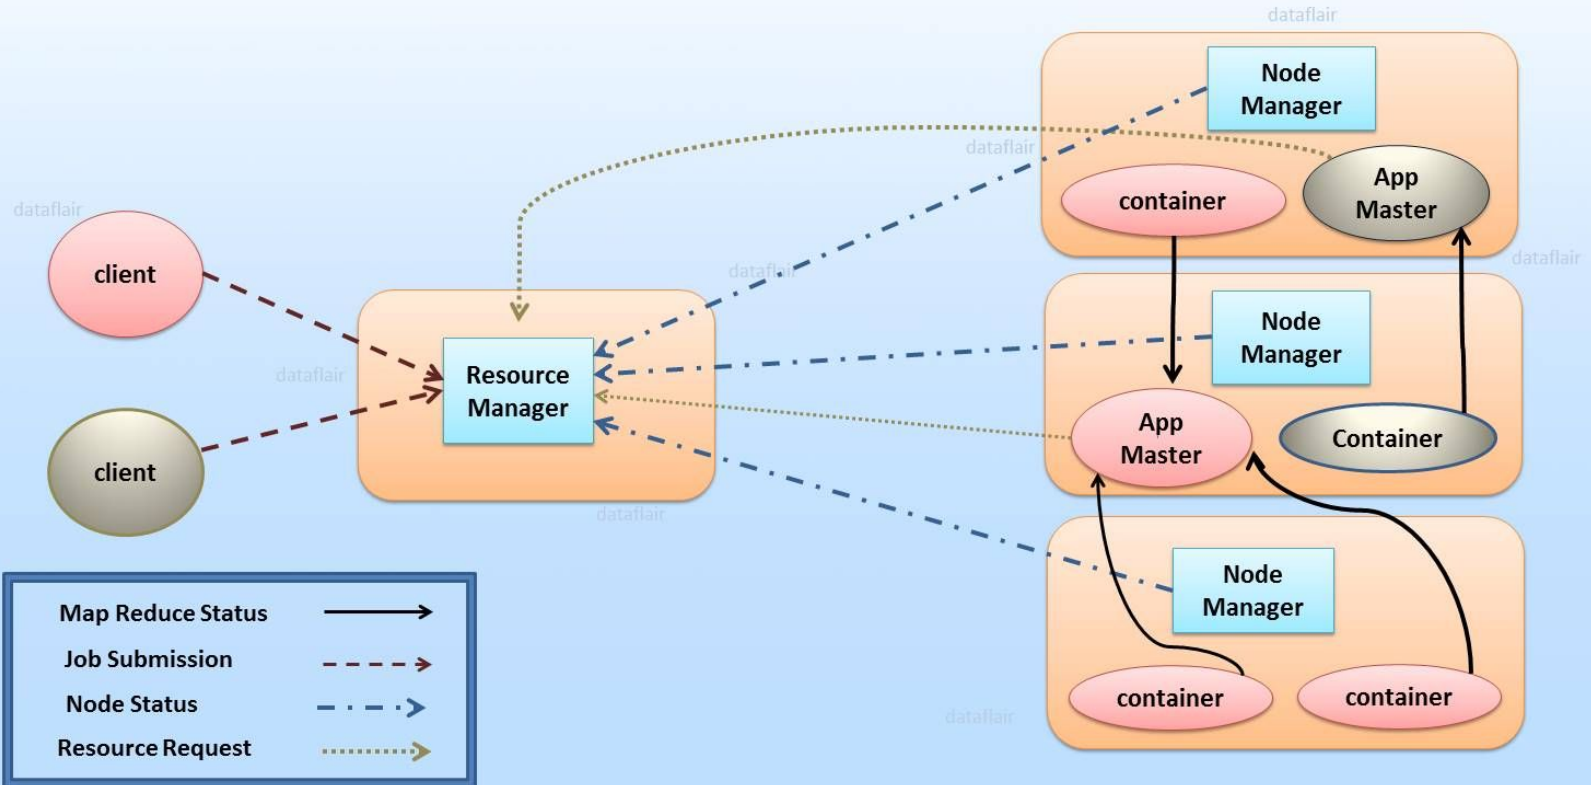 dataflair
Node
Manager
dataflair
container
App
Master
dataflair
client
dataflair
dataflair
Node
Manager
dataflair
Resource
Manager
App
Master
Container
client
dataflair
Node
Manager
container
container
dataflair
Map Reduce Status
Job Submission
Node Status
Resource Request